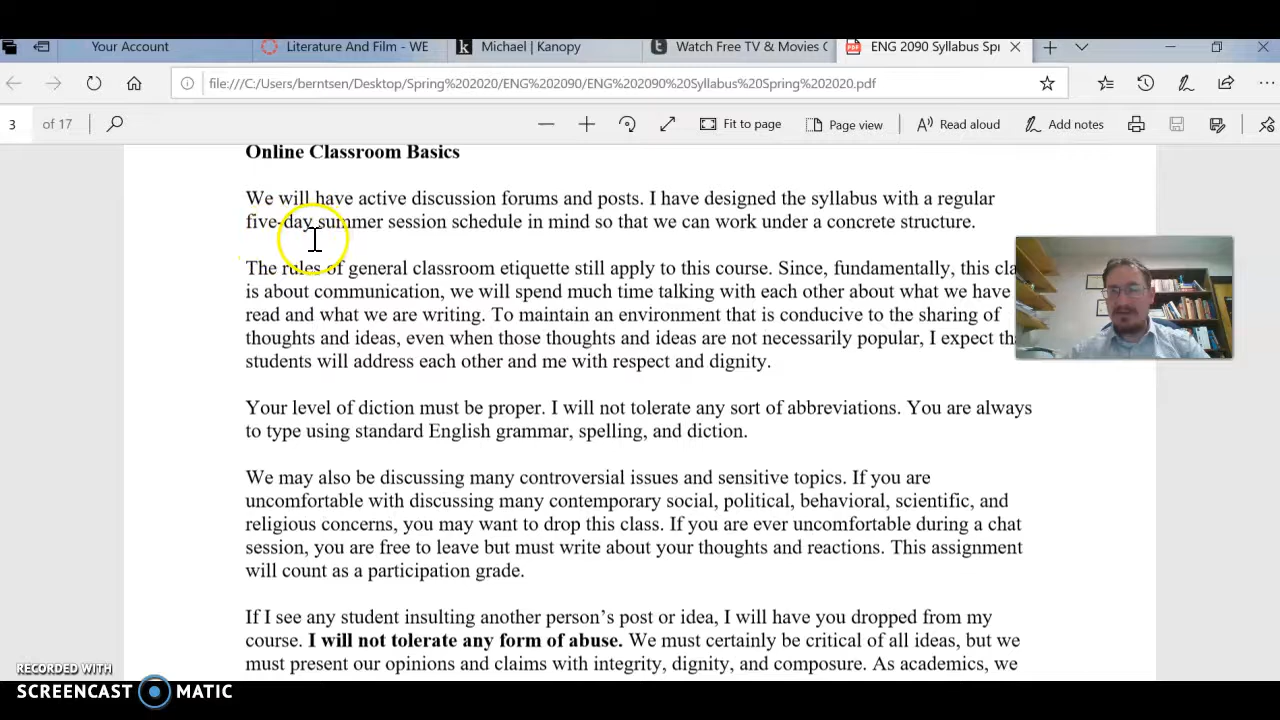 Your Account
Literature And Film - WE
Michael | Kanopy
Watch Free TV & Movies
ENG 2090 Syllabus Spr
file:///C:/Users/berntsen/Desktop/Spring%202020/ENG%202090/ENG%202090%20Syllabus%20Spring%202020.pdf
3 of 17
Fit to page
Page view
Read aloud
Add notes
Online Classroom Basics
We will have active discussion forums and posts. I have designed the syllabus with a regular
five-day summer session schedule in mind so that we can work under a concrete structure.
The rules of general classroom etiquette still apply to this course. Since, fundamentally, this cla
is about communication, we will spend much time talking with each other about what we have
read and what we are writing. To maintain an environment that is conducive to the sharing of
thoughts and ideas, even when those thoughts and ideas are not necessarily popular, I expect th
students will address each other and me with respect and dignity.
Your level of diction must be proper. I will not tolerate any sort of abbreviations. You are always
to type using standard English grammar, spelling, and diction.
We may also be discussing many controversial issues and sensitive topics. If you are
uncomfortable with discussing many contemporary social, political, behavioral, scientific, and
religious concerns, you may want to drop this class. If you are ever uncomfortable during a chat
session, you are free to leave but must write about your thoughts and reactions. This assignment
will count as a participation grade.
If I see any student insulting another person's post or idea, I will have you dropped from my
course. I will not tolerate any form of abuse. We must certainly be critical of all ideas, but we
must present our opinions and claims with integrity, dignity, and composure. As academics, we
RECORDED WITH
SCREENCAST MATIC